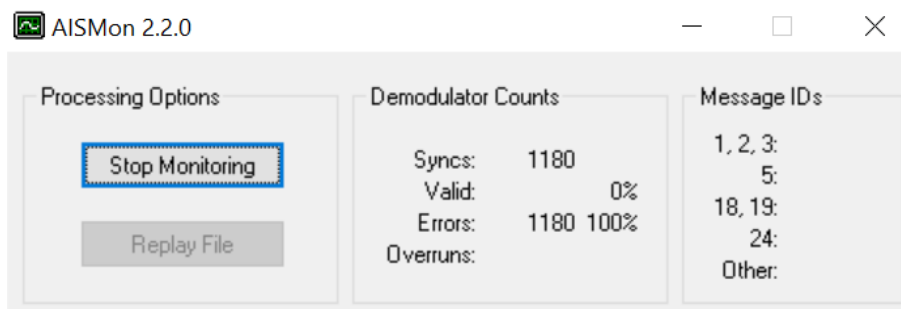 AISMon 2.2.0
Processing Options
Stop Monitoring
Replay File
Demodulator Counts
Syncs: 1180
Valid: 0%
Errors: 1180 100%
Overruns:
Message IDs
1, 2, 3:
5:
18, 19:
24:
Other: